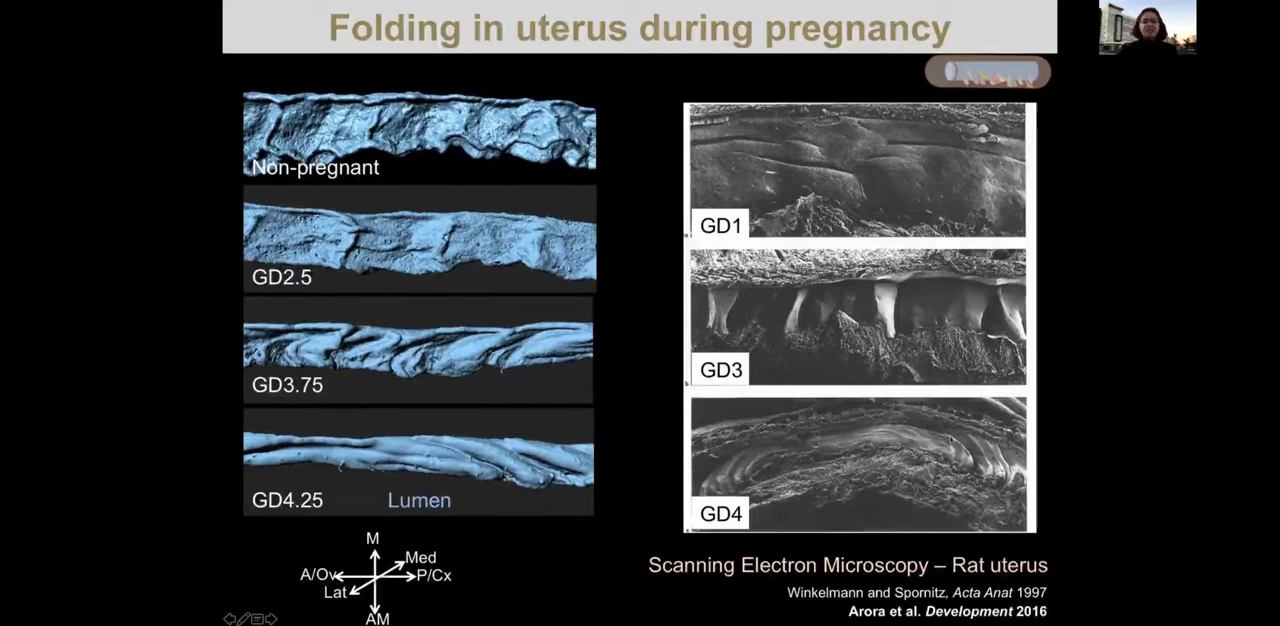 Folding in uterus during pregnancy
Non-pregnant
GD2.5
GD3.75
GD4.25
Lumen
M
Med
A/Ov
P/Cx
Lat
AM
GD1
GD3
GD4
Scanning Electron Microscopy – Rat uterus
Winkelmann and Spornitz, Acta Anat 1997
Arora et al. Development 2016